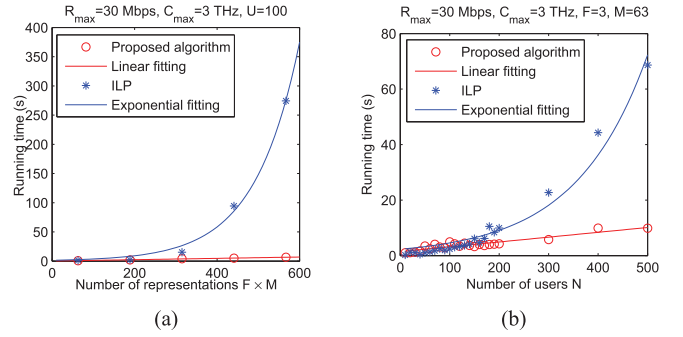 R_max=30 Mbps, C_max=3 THz, U=100
400
350
300
250
200
150
100
50
0
Running time (s)
Proposed algorithm
Linear fitting
ILP
Exponential fitting
0 200 400 600
Number of representations F × M
(a)
R_max=30 Mbps, C_max=3 THz, F=3, M=63
80
60
40
20
0
Running time (s)
Proposed algorithm
Linear fitting
ILP
Exponential fitting
0 100 200 300 400 500
Number of users N
(b)